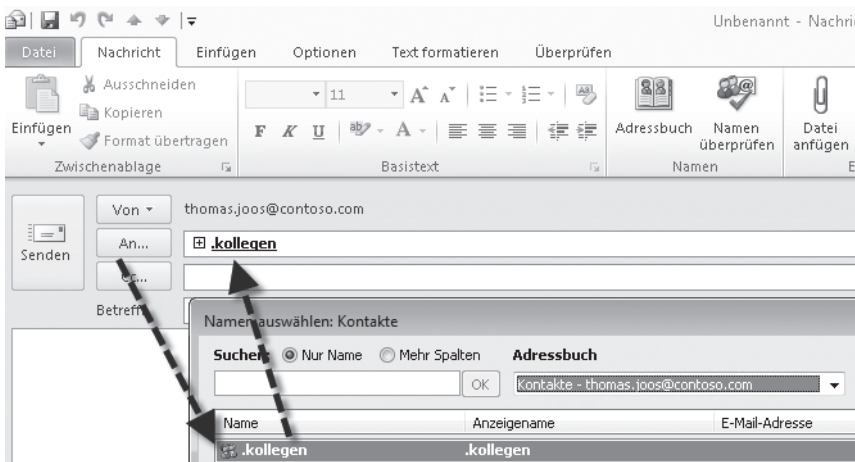 Unbenannt - Nachri
Datei Nachricht Einfügen Optionen Text formatieren Überprüfen
Ausschneiden
Kopieren
Format übertragen
Einfügen
Zwischenablage
11
F K U
Basistext
Adressbuch
Namen überprüfen
Namen
Datei anfügen
E
Von thomas.joos@contoso.com
An... .kollegen
Cc...
Senden
Betreff:
Namen auswählen: Kontakte
Suchen: Nur Name Mehr Spalten Adressbuch
OK Kontakte - thomas.joos@contoso.com
Name Anzeigename E-Mail-Adresse
.kollegen .kollegen